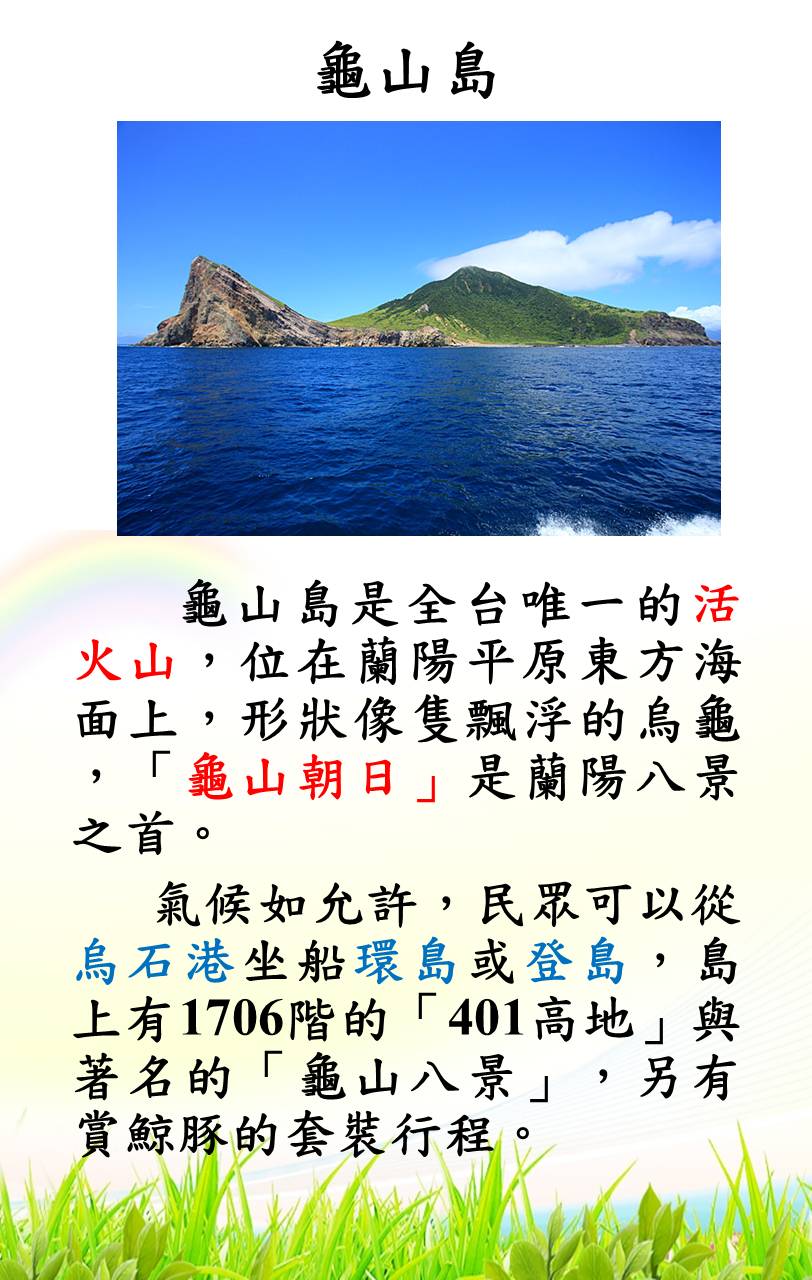 龜山島
龜山島是全台唯一的活
火山，位在蘭陽平原東方海
面上，形狀像隻飄浮的烏龜
，「龜山朝日」是蘭陽八景
之首。
氣候如允許，民眾可以從
烏石港坐船環島或登島，島
上有1706階的「401高地」與
著名的「龜山八景」，另有
賞鯨豚的套裝行程。